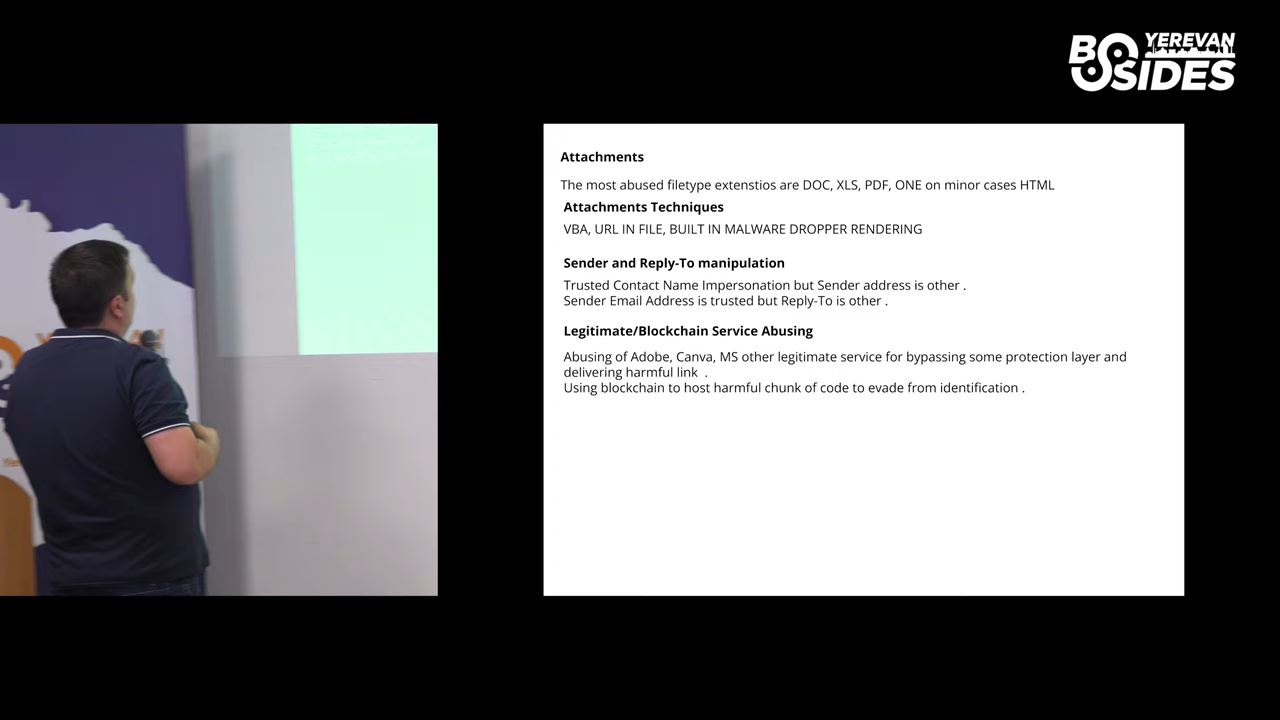 YEREVAN
BSIDES
Attachments
The most abused filetype extenstios are DOC, XLS, PDF, ONE on minor cases HTML
Attachments Techniques
VBA, URL IN FILE, BUILT IN MALWARE DROPPER RENDERING
Sender and Reply-To manipulation
Trusted Contact Name Impersonation but Sender address is other .
Sender Email Address is trusted but Reply-To is other .
Legitimate/Blockchain Service Abusing
Abusing of Adobe, Canva, MS other legitimate service for bypassing some protection layer and
delivering harmful link .
Using blockchain to host harmful chunk of code to evade from identification .